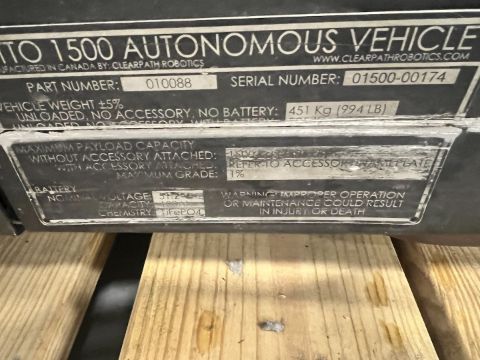 TO 1500 AUTONOMOUS VEHICLE
MANUFACTURED IN CANADA BY: CLEARPATH ROBOTICS WWW.CLEARPATHROBOTICS.COM
PART NUMBER: 010088 SERIAL NUMBER: 01500-00174
VEHICLE WEIGHT ±5%
UNLOADED, NO ACCESSORY, NO BATTERY: 451 Kg (994 LB)
MAXIMUM PAYLOAD CAPACITY
WITHOUT ACCESSORY ATTACHED:
WITH ACCESSORY ATTACHED: REFER TO ACCESSORY PLATE
MAXIMUM GRADE: 1%
BATTERY
NOMINAL VOLTAGE:
CAPACITY:
CHEMISTRY: LiFePO4
WARNING: IMPROPER OPERATION
OR MAINTENANCE COULD RESULT
IN INJURY OR DEATH